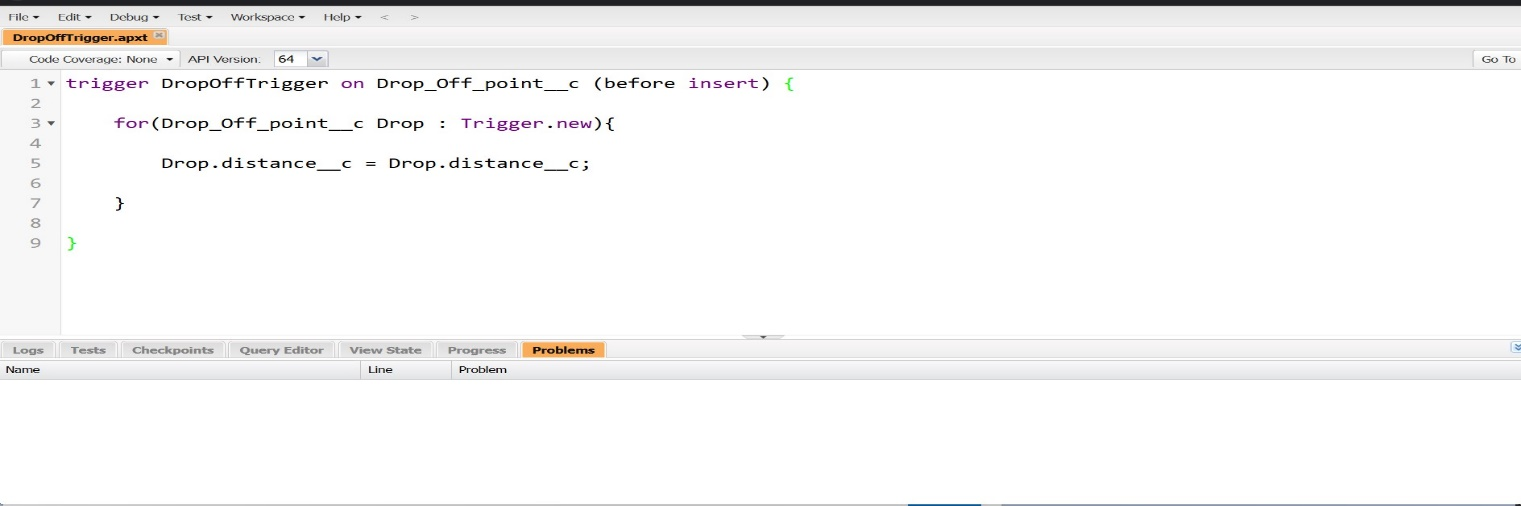 File Edit Debug Test Workspace Help < >
DropOffTrigger.apxt
Code Coverage: None API Version: 64 Go To
1 trigger DropOffTrigger on Drop_Off_point__c (before insert) {
2
3 for(Drop_Off_point__c Drop : Trigger.new){
4
5 Drop.distance__c = Drop.distance__c;
6
7 }
8
9 }
Logs Tests Checkpoints Query Editor View State Progress Problems
Name Line Problem